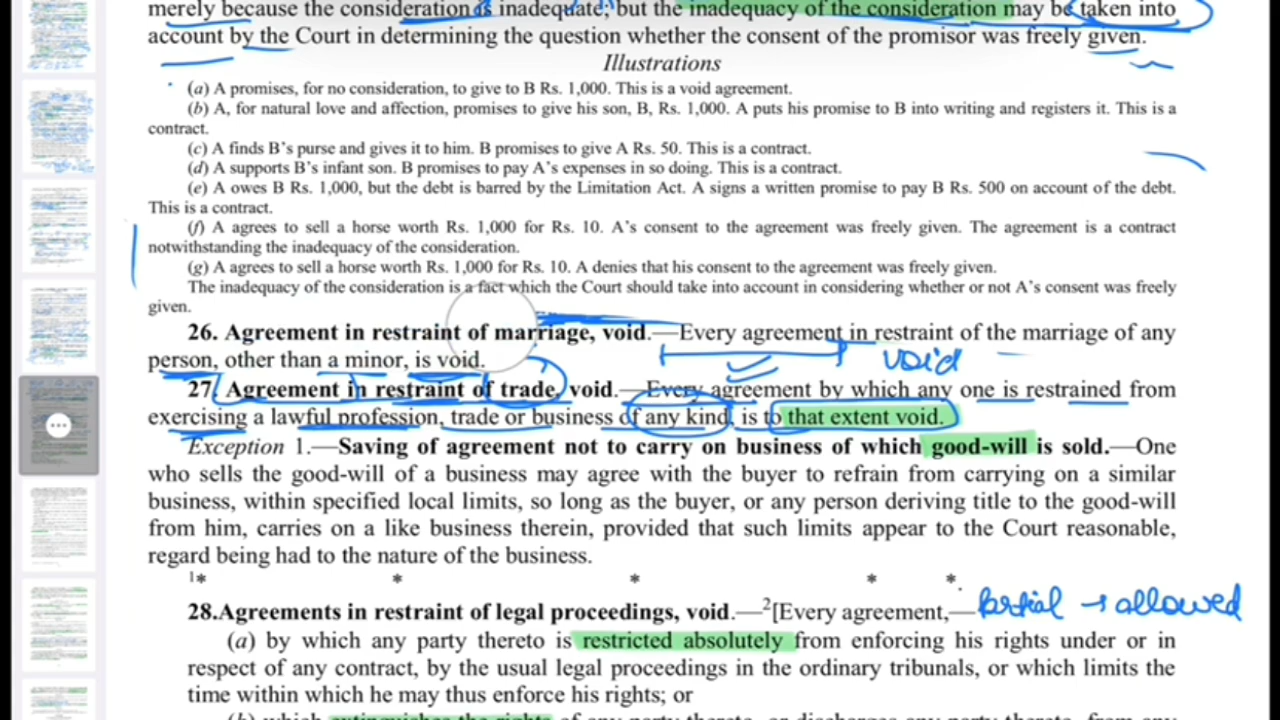 merely because the consideration is inadequate; but the inadequacy of the consideration may be taken into
account by the Court in determining the question whether the consent of the promisor was freely given.
Illustrations
(a) A promises, for no consideration, to give to B Rs. 1,000. This is a void agreement.
(b) A, for natural love and affection, promises to give his son, B, Rs. 1,000. A puts his promise to B into writing and registers it. This is a
contract.
(c) A finds B's purse and gives it to him. B promises to give A Rs. 50. This is a contract.
(d) A supports B's infant son. B promises to pay A's expenses in so doing. This is a contract.
(e) A owes B Rs. 1,000, but the debt is barred by the Limitation Act. A signs a written promise to pay B Rs. 500 on account of the debt.
This is a contract.
(f) A agrees to sell a horse worth Rs. 1,000 for Rs. 10. A's consent to the agreement was freely given. The agreement is a contract
notwithstanding the inadequacy of the consideration.
(g) A agrees to sell a horse worth Rs. 1,000 for Rs. 10. A denies that his consent to the agreement was freely given.
The inadequacy of the consideration is a fact which the Court should take into account in considering whether or not A's consent was freely
given.
26. Agreement in restraint of marriage, void.—Every agreement in restraint of the marriage of any
person, other than a minor, is void.
void
27. Agreement in restraint of trade, void.—Every agreement by which any one is restrained from
exercising a lawful profession, trade or business of any kind, is to that extent void.
Exception 1.—Saving of agreement not to carry on business of which good-will is sold.—One
who sells the good-will of a business may agree with the buyer to refrain from carrying on a similar
business, within specified local limits, so long as the buyer, or any person deriving title to the good-will
from him, carries on a like business therein, provided that such limits appear to the Court reasonable,
regard being had to the nature of the business.
1* * * * *.
28.Agreements in restraint of legal proceedings, void.—2[Every agreement,— Partial → allowed
(a) by which any party thereto is restricted absolutely from enforcing his rights under or in
respect of any contract, by the usual legal proceedings in the ordinary tribunals, or which limits the
time within which he may thus enforce his rights; or
(b) which extinguishes the rights of any party thereto, or discharges any party thereto, from any